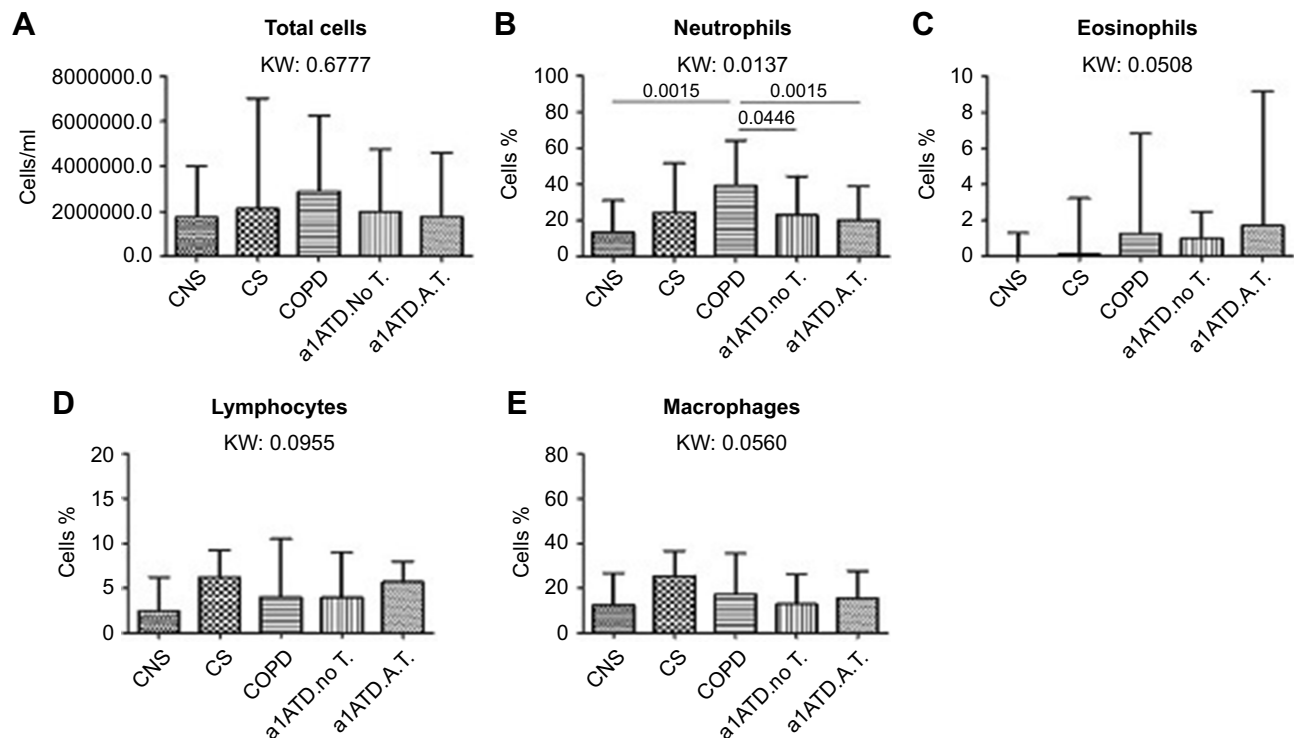 A
Total cells
KW: 0.6777
Cells/ml
8000000.0
6000000.0
4000000.0
2000000.0
0.0
CNS
CS
COPD
a1ATD.No T.
a1ATD.A.T.
B
Neutrophils
KW: 0.0137
0.0015
0.0015
0.0446
Cells %
100
80
60
40
20
0
CNS
CS
COPD
a1ATD.no T.
a1ATD.A.T.
C
Eosinophils
KW: 0.0508
Cells %
10
8
6
4
2
0
CNS
CS
COPD
a1ATD.no T.
a1ATD.A.T.
D
Lymphocytes
KW: 0.0955
Cells %
20
15
10
5
0
CNS
CS
COPD
a1ATD.no T.
a1ATD.A.T.
E
Macrophages
KW: 0.0560
Cells %
80
60
40
20
0
CNS
CS
COPD
a1ATD.no T.
a1ATD.A.T.